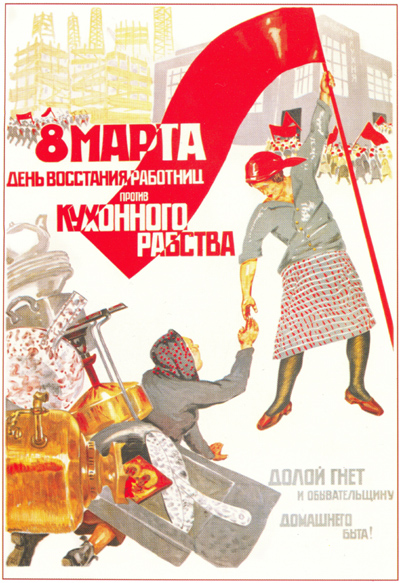 8 МАРТА
ДЕНЬ ВОССТАНИЯ РАБОТНИЦ
ПРОТИВ
КУХОННОГО
РАБСТВА
ДОЛОЙ ГНЕТ
И ОБЫВАТЕЛЬЩИНУ
ДОМАШНЕГО
БЫТА!